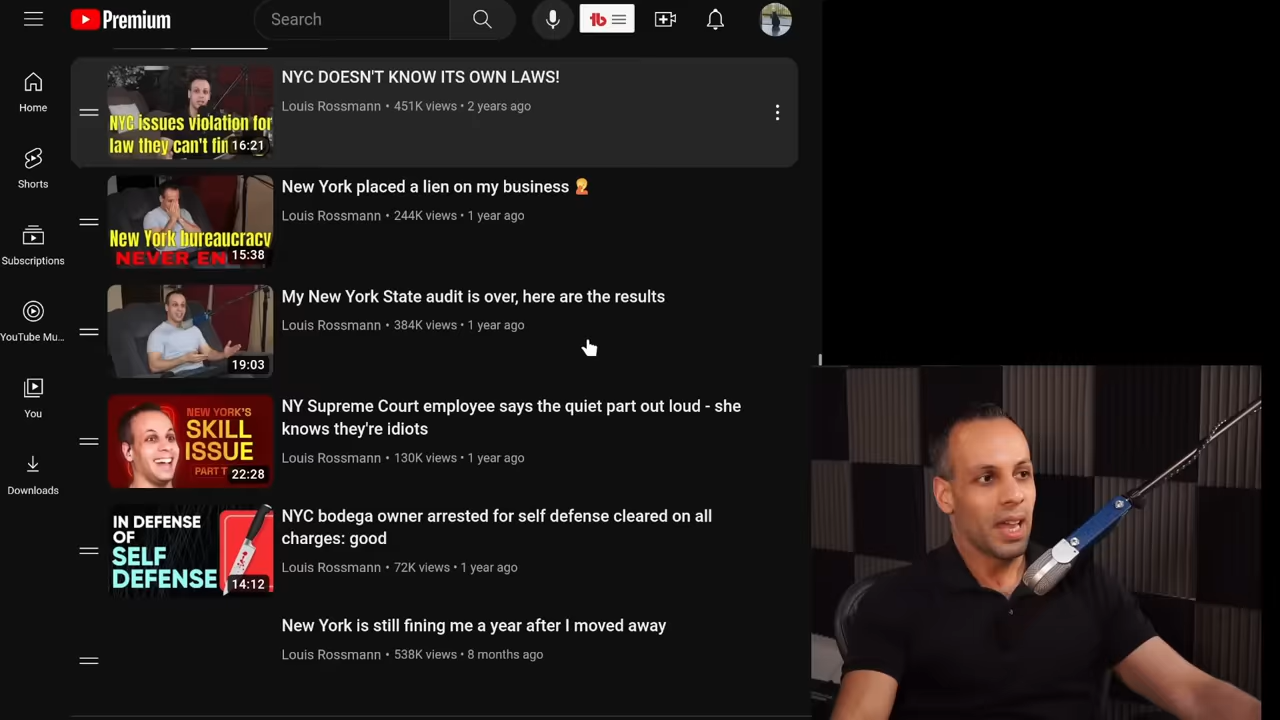 Premium
Search
tb
NYC DOESN'T KNOW ITS OWN LAWS!
Louis Rossmann • 451K views • 2 years ago
NYC issues violation for
law they can't fin
16:21
New York placed a lien on my business 🤦
Louis Rossmann • 244K views • 1 year ago
New York bureaucracy
NEVER EN
15:38
My New York State audit is over, here are the results
Louis Rossmann • 384K views • 1 year ago
19:03
NY Supreme Court employee says the quiet part out loud - she
knows they're idiots
Louis Rossmann • 130K views • 1 year ago
NEW YORK'S
SKILL
ISSUE
PART T
22:28
NYC bodega owner arrested for self defense cleared on all
charges: good
Louis Rossmann • 72K views • 1 year ago
IN DEFENSE
OF
SELF
DEFENSE
14:12
New York is still fining me a year after I moved away
Louis Rossmann • 538K views • 8 months ago
Home
Shorts
Subscriptions
YouTube Mu...
You
Downloads